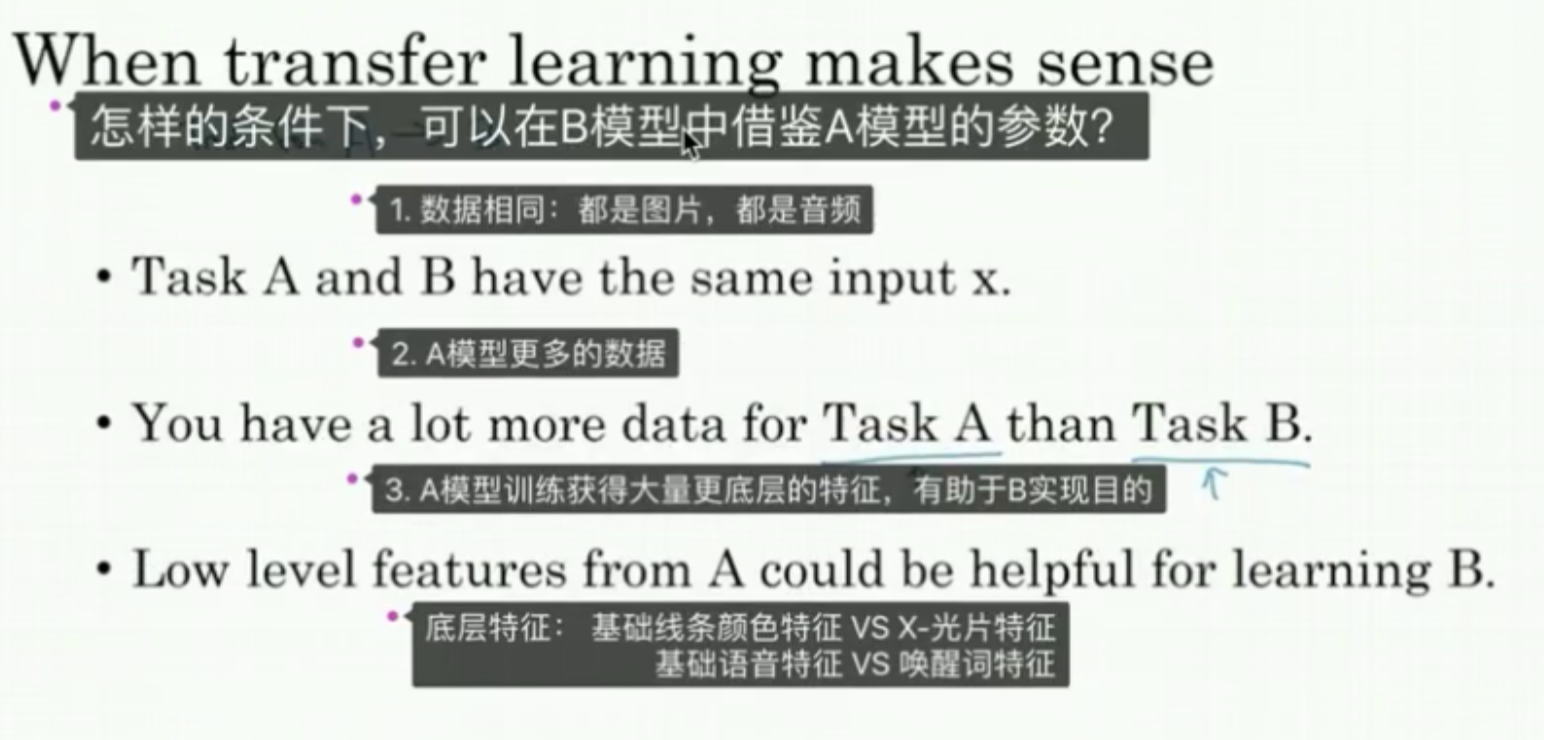 When transfer learning makes sense
怎样的条件下，可以在B模型中借鉴A模型的参数？
1. 数据相同：都是图片，都是音频
• Task A and B have the same input x.
2. A模型更多的数据
• You have a lot more data for Task A than Task B.
3. A模型训练获得大量更底层的特征，有助于B实现目的
• Low level features from A could be helpful for learning B.
底层特征： 基础线条颜色特征 VS X-光片特征
基础语音特征 VS 唤醒词特征